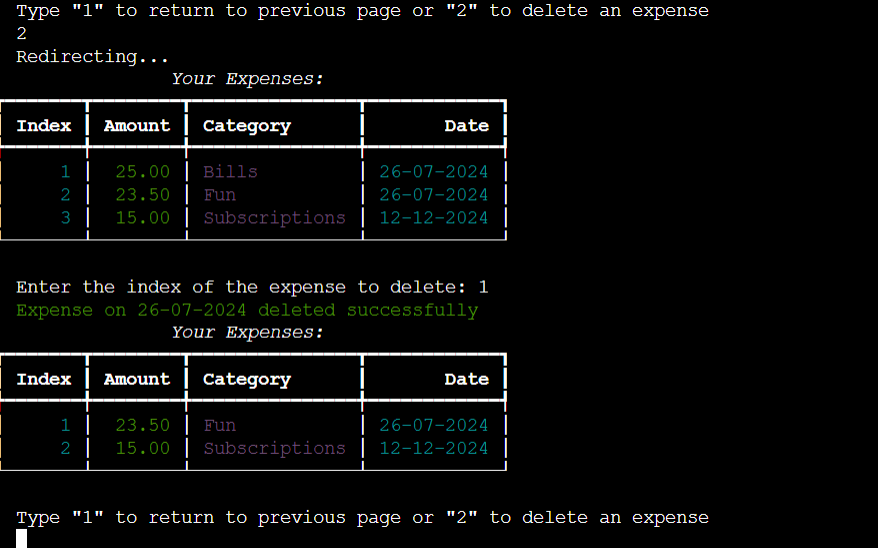 Type "1" to return to previous page or "2" to delete an expense
2
Redirecting...
Your Expenses:
Index Amount Category Date
1 25.00 Bills 26-07-2024
2 23.50 Fun 26-07-2024
3 15.00 Subscriptions 12-12-2024
Enter the index of the expense to delete: 1
Expense on 26-07-2024 deleted successfully
Your Expenses:
Index Amount Category Date
1 23.50 Fun 26-07-2024
2 15.00 Subscriptions 12-12-2024
Type "1" to return to previous page or "2" to delete an expense